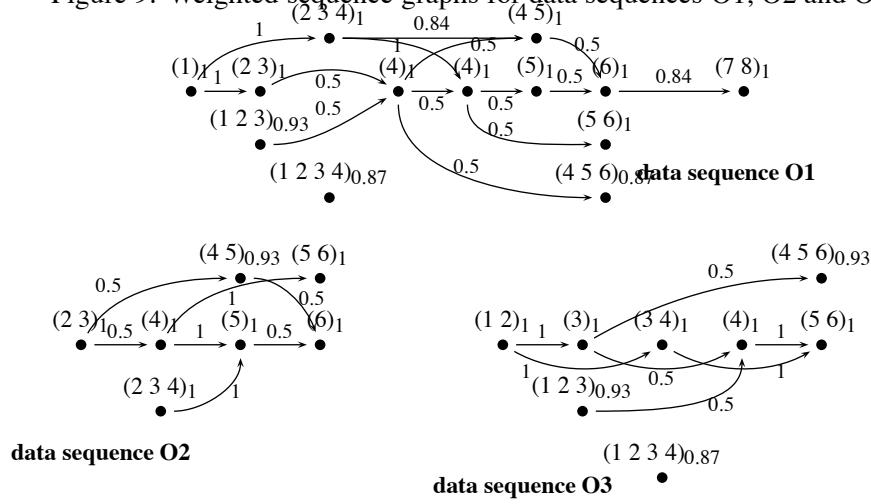 Figure 9: Weighted sequence graphs for data sequences O1, O2 and O
(2 3 4)1 0.84 (4 5)1
1 1 0.5 0.5
(1)1 (2 3)1 (4)1 (4)1 (5)1 (6)1 (7 8)1
1 0.5 0.5 0.5 0.5 0.84
(1 2 3)0.93 0.5 0.5 (5 6)1
(1 2 3 4)0.87 0.5 (4 5 6)0.87
data sequence O1
(4 5)0.93 (5 6)1
0.5 1 0.5
(2 3)1 (4)1 (5)1 (6)1
0.5 1 0.5
(2 3 4)1 1
data sequence O2
(4 5 6)0.93
0.5
(1 2)1 (3)1 (3 4)1 (4)1 (5 6)1
1 1
1 0.5 1
(1 2 3)0.93 0.5
(1 2 3 4)0.87
data sequence O3